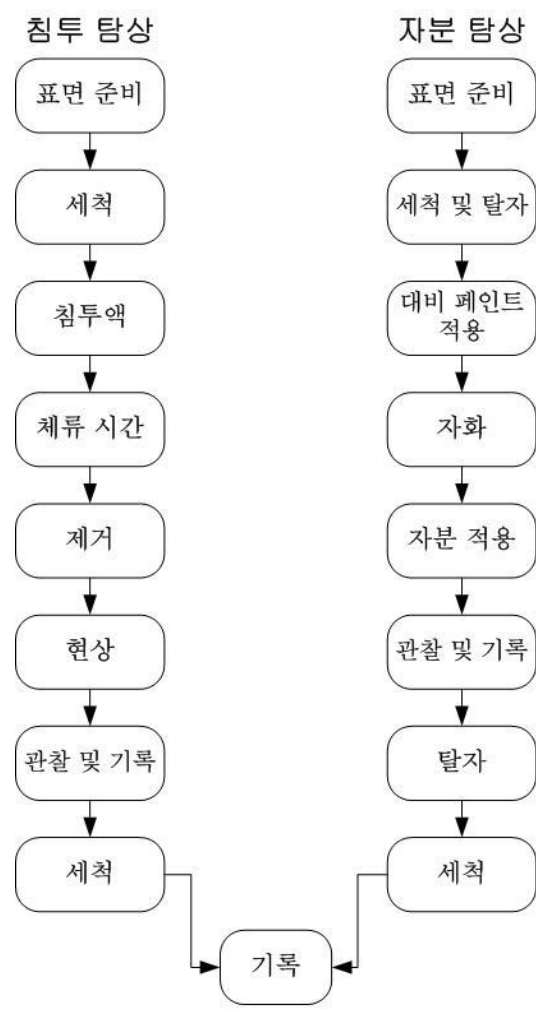 침투 탐상
표면 준비
세척
침투액
체류 시간
제거
현상
관찰 및 기록
세척
자분 탐상
표면 준비
세척 및 탈자
대비 페인트
적용
자화
자분 적용
관찰 및 기록
탈자
세척
기록